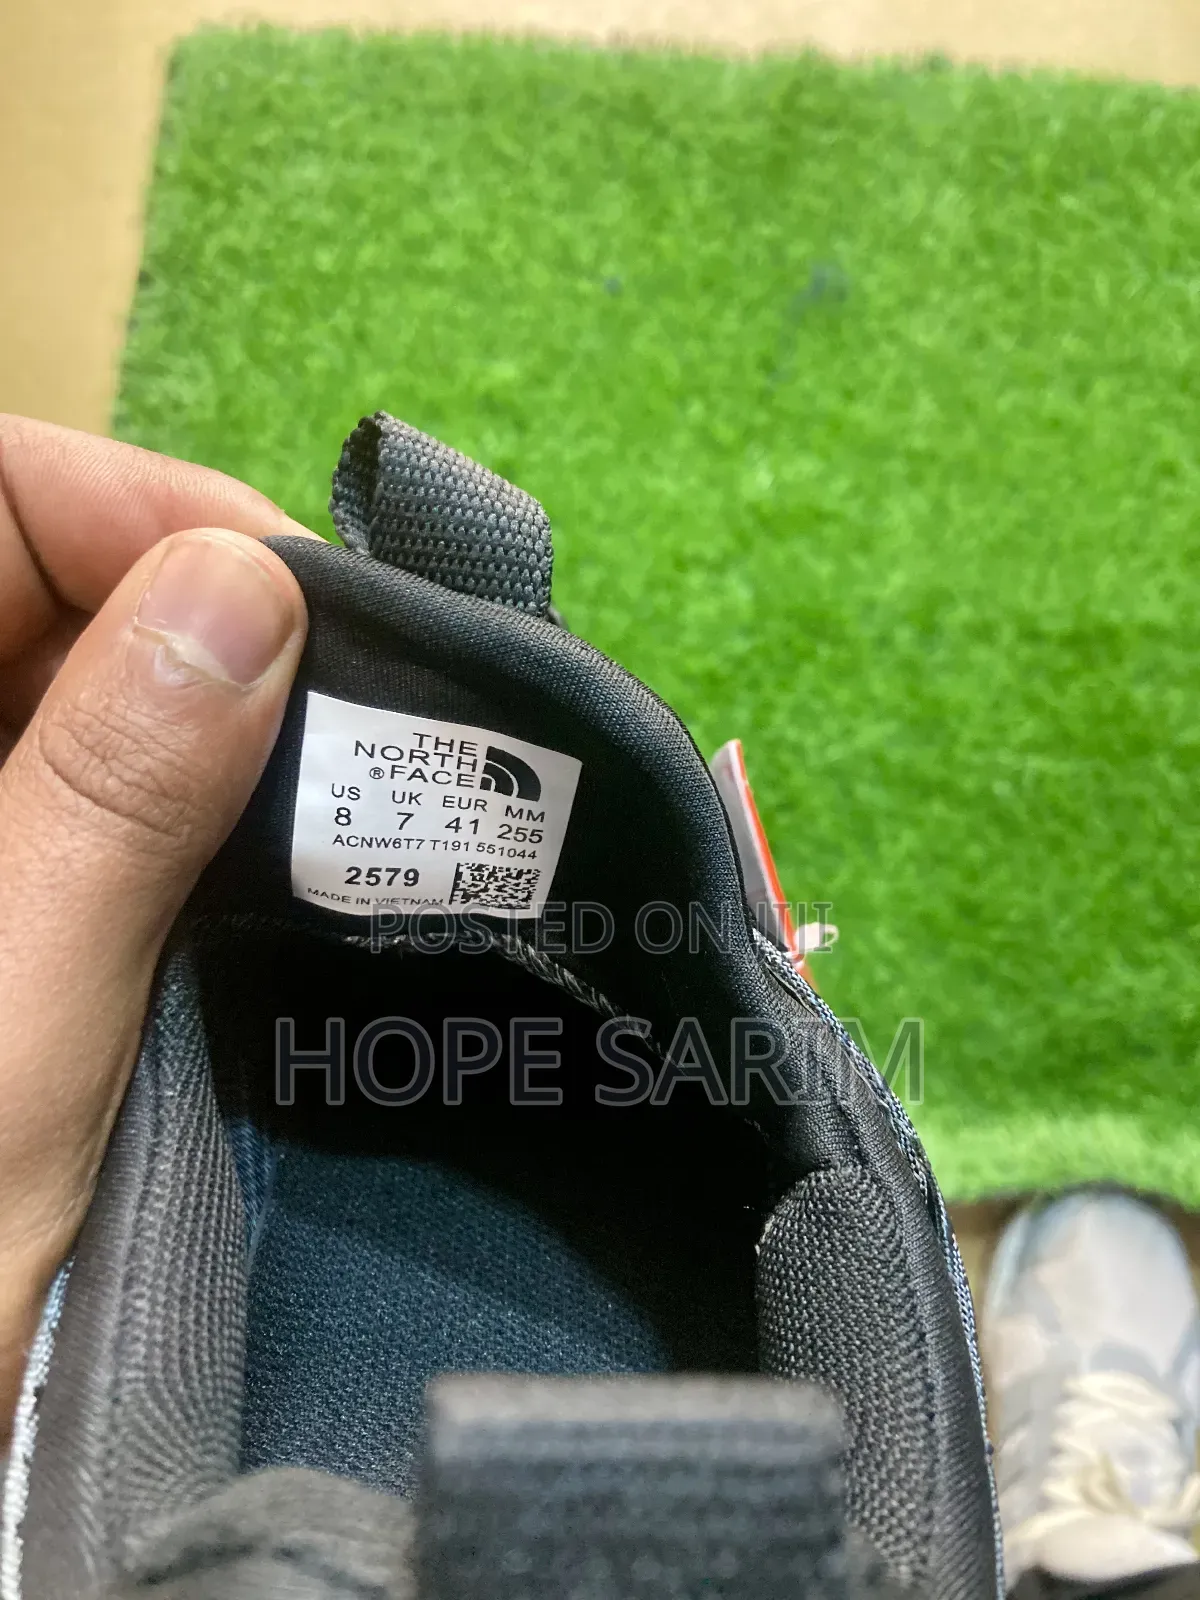 THE
NORTH
® FACE
US UK EUR MM
8 7 41 255
ACNW6T7 T191 551044
2579
MADE IN VIETNAM
POSTED ON JIJI
HOPE SARIM